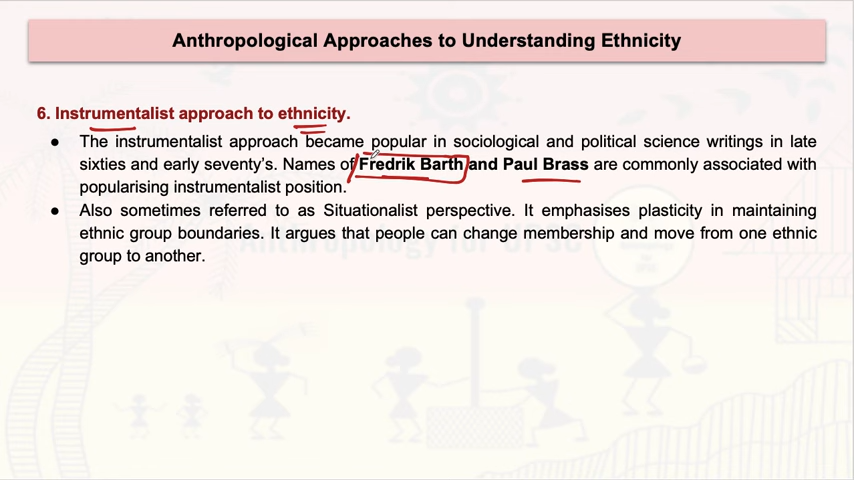 Anthropological Approaches to Understanding Ethnicity
6. Instrumentalist approach to ethnicity.
● The instrumentalist approach became popular in sociological and political science writings in late
sixties and early seventy's. Names of Fredrik Barth and Paul Brass are commonly associated with
popularising instrumentalist position.
● Also sometimes referred to as Situationalist perspective. It emphasises plasticity in maintaining
ethnic group boundaries. It argues that people can change membership and move from one ethnic
group to another.
Anthropology for UPSC